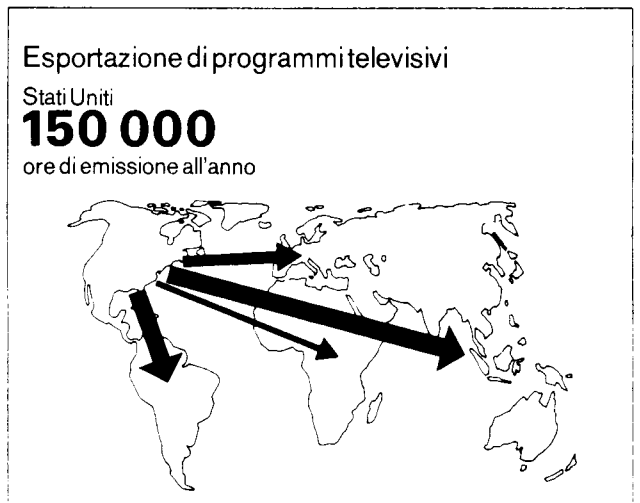 Esportazione di programmi televisivi
Stati Uniti
150 000
ore di emissione all'anno